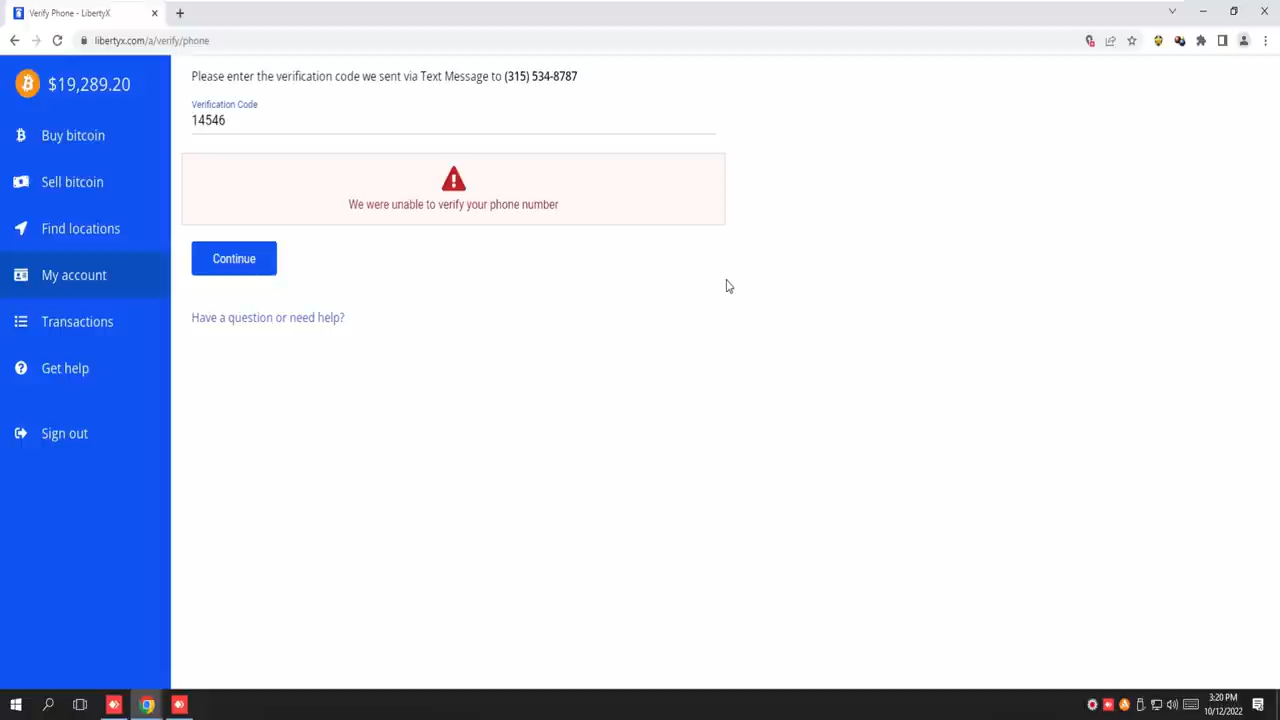 Verify Phone - LibertyX
libertyx.com/a/verify/phone
$19,289.20
Buy bitcoin
Sell bitcoin
Find locations
My account
Transactions
Get help
Sign out
Please enter the verification code we sent via Text Message to (315) 534-8787
Verification Code
14546
We were unable to verify your phone number
Continue
Have a question or need help?
3:20 PM
10/12/2022